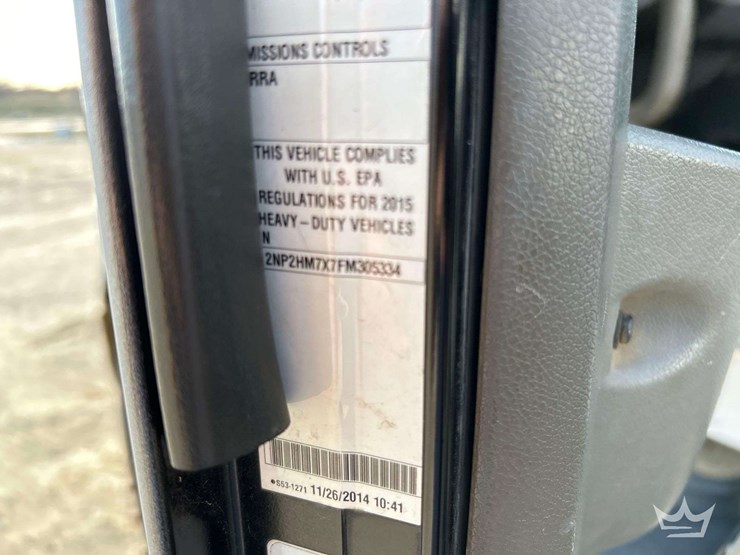 MISSIONS CONTROLS
RRA
THIS VEHICLE COMPLIES
WITH U.S. EPA
REGULATIONS FOR 2015
HEAVY-DUTY VEHICLES
N
2NP2HM7X7FM305334
S53-1271 11/26/2014 10:41